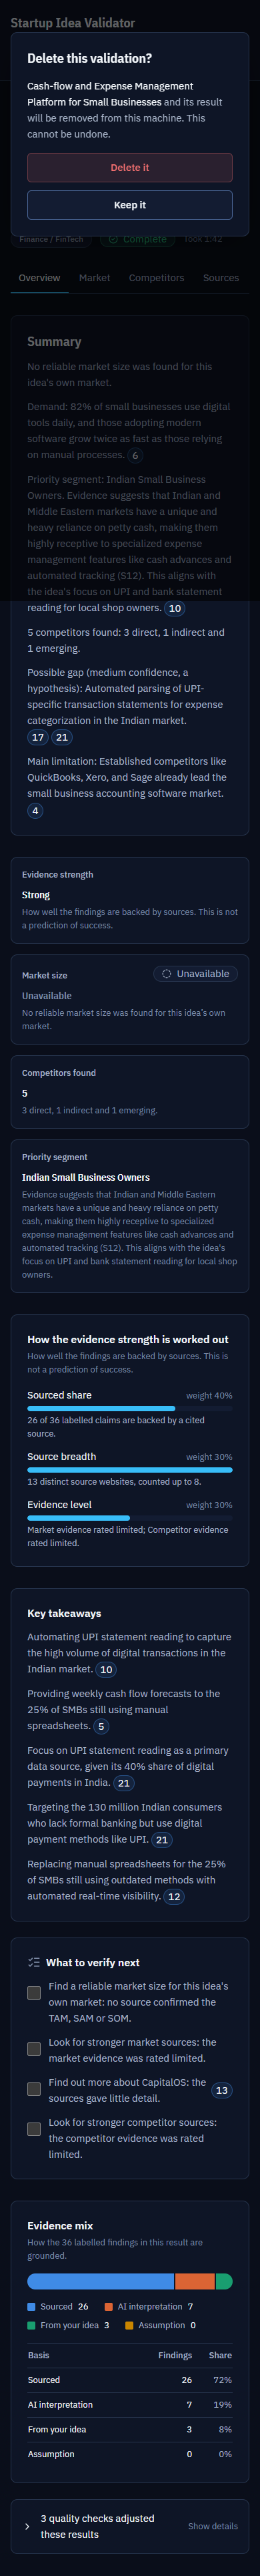 Startup Idea Validator
Delete this validation?
Cash-flow and Expense Management
Platform for Small Businesses and its result
will be removed from this machine. This
cannot be undone.
Delete it
Keep it
Finance / FinTech
Complete
Took 1:42
Overview
Market
Competitors
Sources
Summary
No reliable market size was found for this
idea's own market.
Demand: 82% of small businesses use digital
tools daily, and those adopting modern
software grow twice as fast as those relying
on manual processes. 6
Priority segment: Indian Small Business
Owners. Evidence suggests that Indian and
Middle Eastern markets have a unique and
heavy reliance on petty cash, making them
highly receptive to specialized expense
management features like cash advances and
automated tracking (S12). This aligns with
the idea's focus on UPI and bank statement
reading for local shop owners. 10
5 competitors found: 3 direct, 1 indirect and
1 emerging.
Possible gap (medium confidence, a
hypothesis): Automated parsing of UPI-
specific transaction statements for expense
categorization in the Indian market.
17 21
Main limitation: Established competitors like
QuickBooks, Xero, and Sage already lead the
small business accounting software market.
4
Evidence strength
Strong
How well the findings are backed by sources. This is not
a prediction of success.
Market size
Unavailable
Unavailable
No reliable market size was found for this idea's own
market.
Competitors found
5
3 direct, 1 indirect and 1 emerging.
Priority segment
Indian Small Business Owners
Evidence suggests that Indian and Middle Eastern
markets have a unique and heavy reliance on petty
cash, making them highly receptive to specialized
expense management features like cash advances and
automated tracking (S12). This aligns with the idea's
focus on UPI and bank statement reading for local shop
owners.
How the evidence strength is worked out
How well the findings are backed by sources. This is
not a prediction of success.
Sourced share weight 40%
26 of 36 labelled claims are backed by a cited
source.
Source breadth weight 30%
13 distinct source websites, counted up to 8.
Evidence level weight 30%
Market evidence rated limited; Competitor evidence
rated limited.
Key takeaways
Automating UPI statement reading to capture
the high volume of digital transactions in the
Indian market. 10
Providing weekly cash flow forecasts to the
25% of SMBs still using manual
spreadsheets. 5
Focus on UPI statement reading as a primary
data source, given its 40% share of digital
payments in India. 21
Targeting the 130 million Indian consumers
who lack formal banking but use digital
payment methods like UPI. 21
Replacing manual spreadsheets for the 25%
of SMBs still using outdated methods with
automated real-time visibility. 12
What to verify next
Find a reliable market size for this idea's
own market: no source confirmed the
TAM, SAM or SOM.
Look for stronger market sources: the
market evidence was rated limited.
Find out more about CapitalOS: the 13
sources gave little detail.
Look for stronger competitor sources:
the competitor evidence was rated
limited.
Evidence mix
How the 36 labelled findings in this result are
grounded.
Sourced 26 AI interpretation 7
From your idea 3 Assumption 0
Basis Findings Share
Sourced 26 72%
AI interpretation 7 19%
From your idea 3 8%
Assumption 0 0%
3 quality checks adjusted
these results
Show details